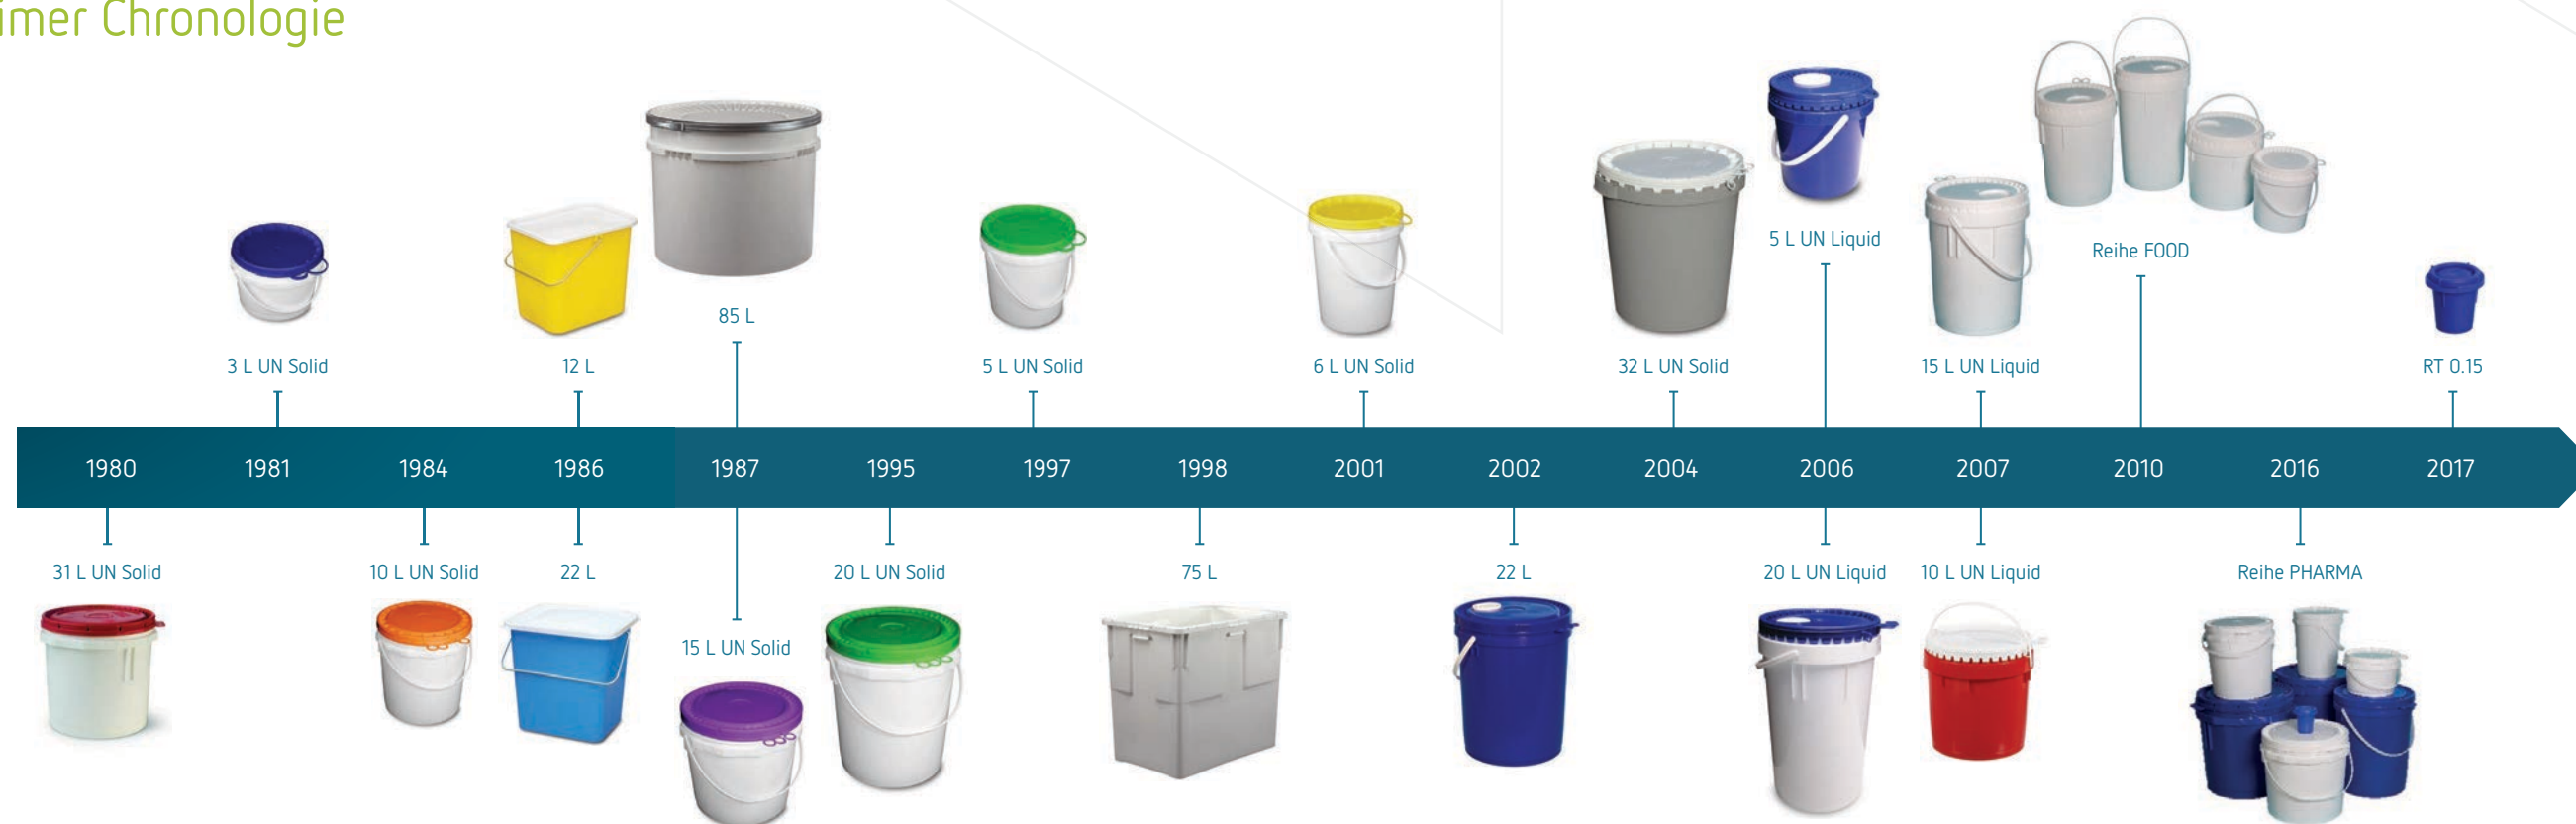 imer Chronologie
5 L UN Liquid
Reihe FOOD
85 L
3 L UN Solid
12 L
5 L UN Solid
6 L UN Solid
32 L UN Solid
15 L UN Liquid
RT 0.15
1980 1981 1984 1986 1987 1995 1997 1998 2001 2002 2004 2006 2007 2010 2016 2017
31 L UN Solid
10 L UN Solid
22 L
20 L UN Solid
75 L
22 L
20 L UN Liquid
10 L UN Liquid
Reihe PHARMA
15 L UN Solid